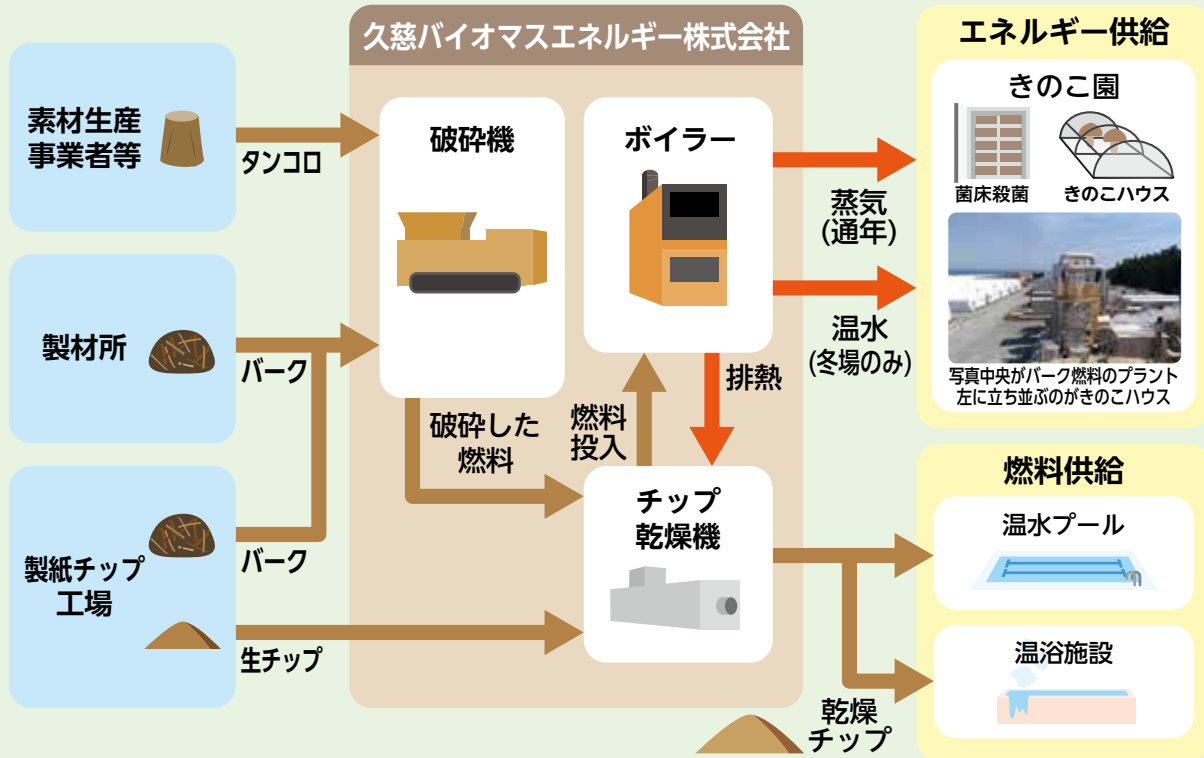 久慈バイオマスエネルギー株式会社
素材生産
事業者等
タンコロ
製材所
バーク
製紙チップ
工場
バーク
生チップ
破砕機
破砕した
燃料
ボイラー
燃料
投入
排熱
チップ
乾燥機
蒸気
(通年)
温水
(冬場のみ)
乾燥
チップ
エネルギー供給
きのこ園
菌床殺菌
きのこハウス
写真中央がバーク燃料のプラント
左に立ち並ぶのがきのこハウス
燃料供給
温水プール
温浴施設